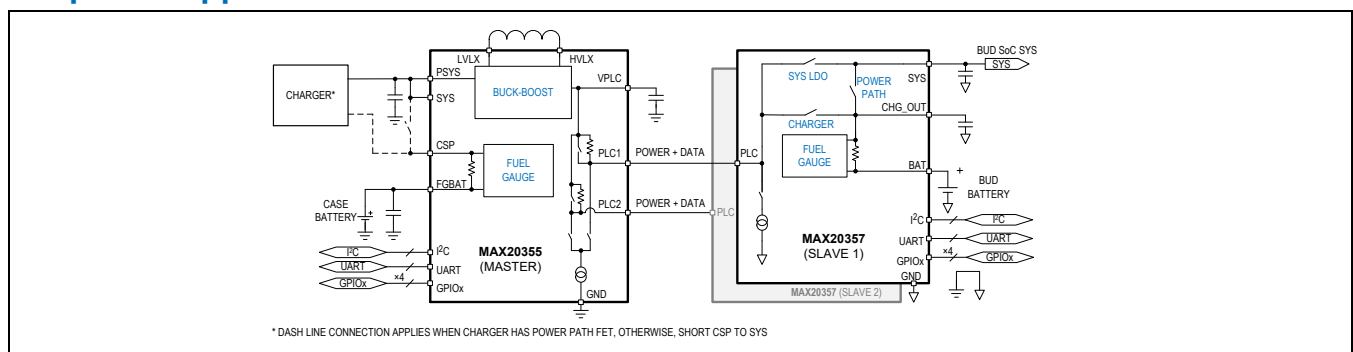 LVLX
HVLX
BUD SoC SYS
CHARGER*
PSYS
SYS
BUCK-BOOST
VPLC
SYS LDO
POWER
PATH
SYS
SYS
CHG_OUT
CHARGER
CSP
FUEL
GAUGE
FGBAT
PLC1
POWER + DATA
PLC
FUEL
GAUGE
BAT
+
BUD
BATTERY
CASE
BATTERY
+
PLC2
POWER + DATA
PLC
I²C
I²C
MAX20355
(MASTER)
MAX20357
(SLAVE 1)
I²C
I²C
UART
UART
UART
UART
GPIOx
×4
GPIOx
GPIOx
×4
GPIOx
GND
GND
MAX20357 (SLAVE 2)
* DASH LINE CONNECTION APPLIES WHEN CHARGER HAS POWER PATH FET, OTHERWISE, SHORT CSP TO SYS